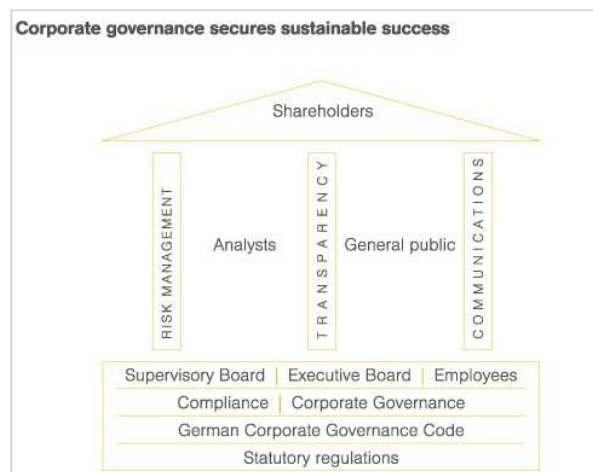 Corporate governance secures sustainable success
Shareholders
RISK MANAGEMENT
Analysts
TRANSPARENCY
General public
COMMUNICATIONS
Supervisory Board | Executive Board | Employees
Compliance | Corporate Governance
German Corporate Governance Code
Statutory regulations